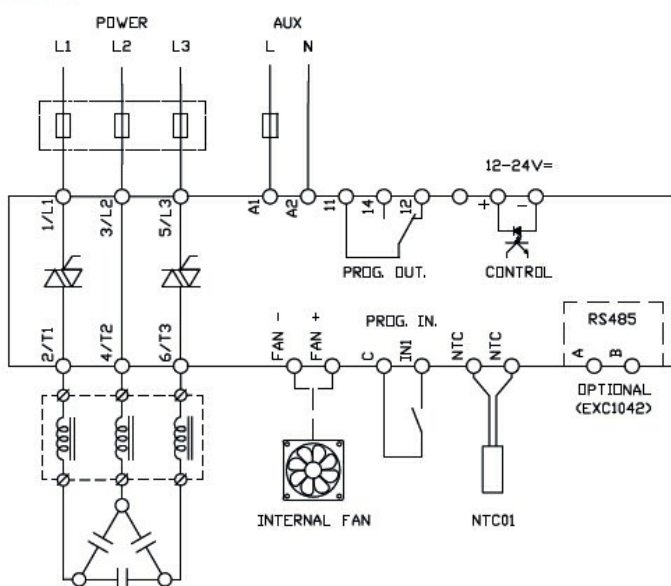 POWER AUX
L1 L2 L3 L N
12-24V=
1/L1 3/L2 5/L3 A1 A2 11 14 12 + -
PROG. OUT. CONTROL
PROG. IN. RS485
2/T1 4/T2 6/T3 FAN - FAN + C IN1 NTC NTC A B
OPTIONAL
(EXC1042)
INTERNAL FAN NTC01